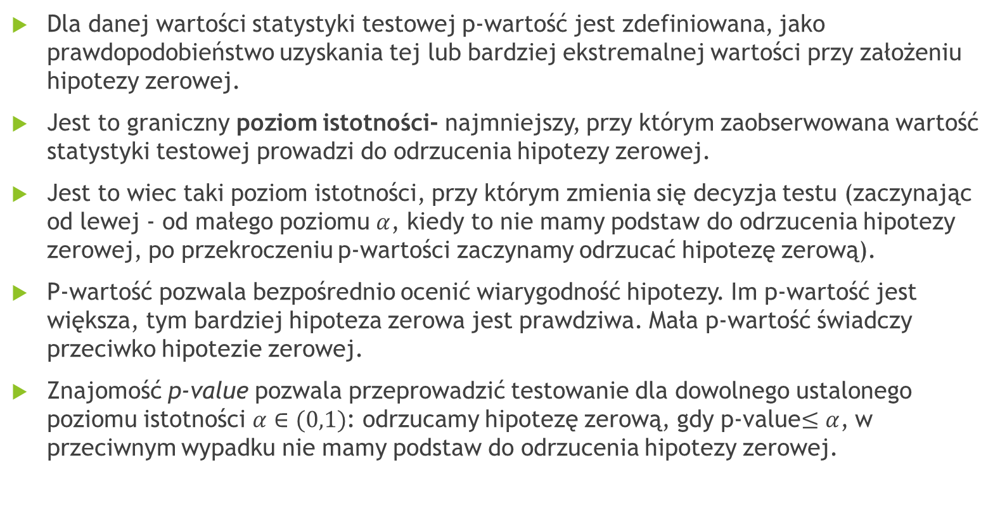 Dla danej wartości statystyki testowej p-wartość jest zdefiniowana, jako
prawdopodobieństwo uzyskania tej lub bardziej ekstremalnej wartości przy założeniu
hipotezy zerowej.
Jest to graniczny poziom istotności- najmniejszy, przy którym zaobserwowana wartość
statystyki testowej prowadzi do odrzucenia hipotezy zerowej.
Jest to wiec taki poziom istotności, przy którym zmienia się decyzja testu (zaczynając
od lewej - od małego poziomu 𝛼, kiedy to nie mamy podstaw do odrzucenia hipotezy
zerowej, po przekroczeniu p-wartości zaczynamy odrzucać hipotezę zerową).
P-wartość pozwala bezpośrednio ocenić wiarygodność hipotezy. Im p-wartość jest
większa, tym bardziej hipoteza zerowa jest prawdziwa. Mała p-wartość świadczy
przeciwko hipotezie zerowej.
Znajomość p-value pozwala przeprowadzić testowanie dla dowolnego ustalonego
poziomu istotności 𝛼 ∈ (0,1): odrzucamy hipotezę zerową, gdy p-value≤ 𝛼, w
przeciwnym wypadku nie mamy podstaw do odrzucenia hipotezy zerowej.